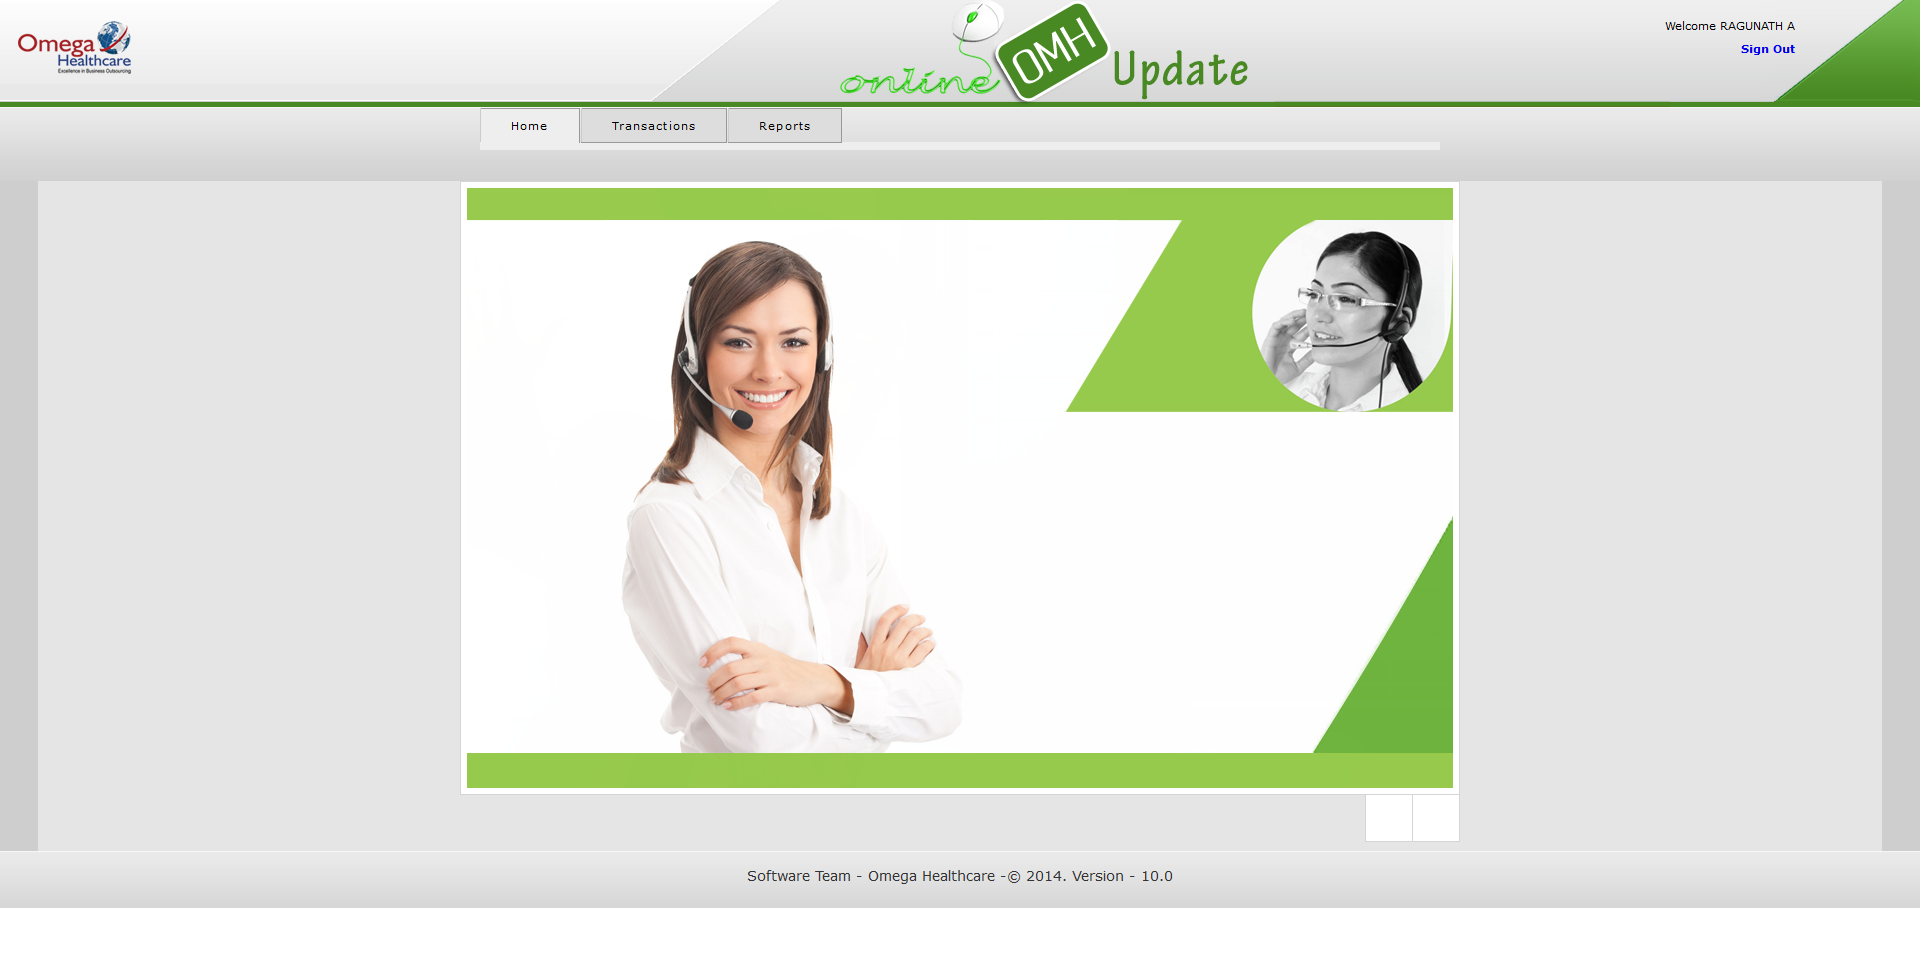 Omega
Healthcare
Excellence in Business Outsourcing
online OMH Update
Welcome RAGUNATH A
Sign Out
Home
Transactions
Reports
Software Team - Omega Healthcare -© 2014. Version - 10.0